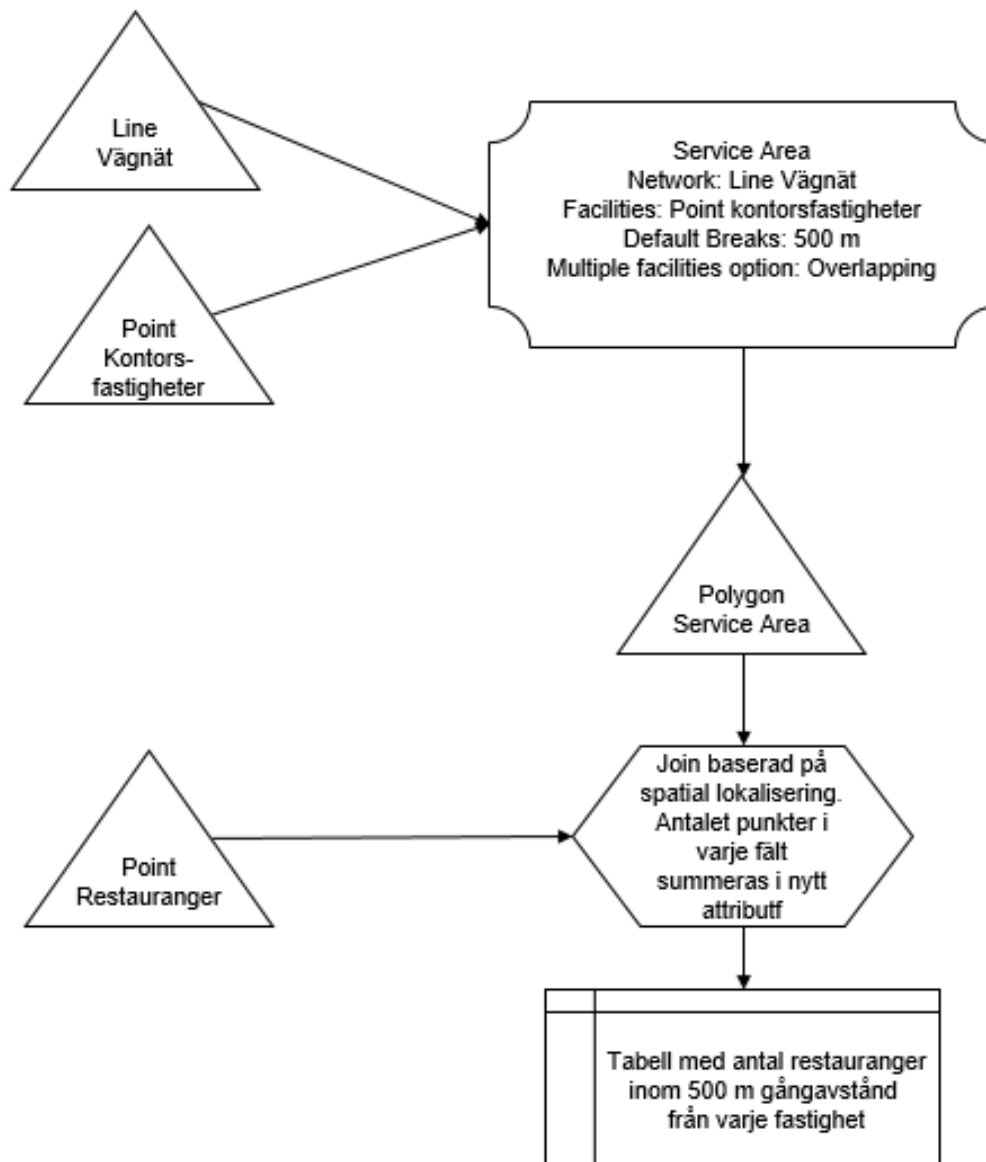 Line
Vägnät
Service Area
Network: Line Vägnät
Facilities: Point kontorsfastigheter
Default Breaks: 500 m
Multiple facilities option: Overlapping
Point
Kontors-
fastigheter
Polygon
Service Area
Join baserad på
spatial lokalisering.
Antalet punkter i
varje fält
summeras i nytt
attributf
Point
Restauranger
Tabell med antal restauranger
inom 500 m gångavstånd
från varje fastighet